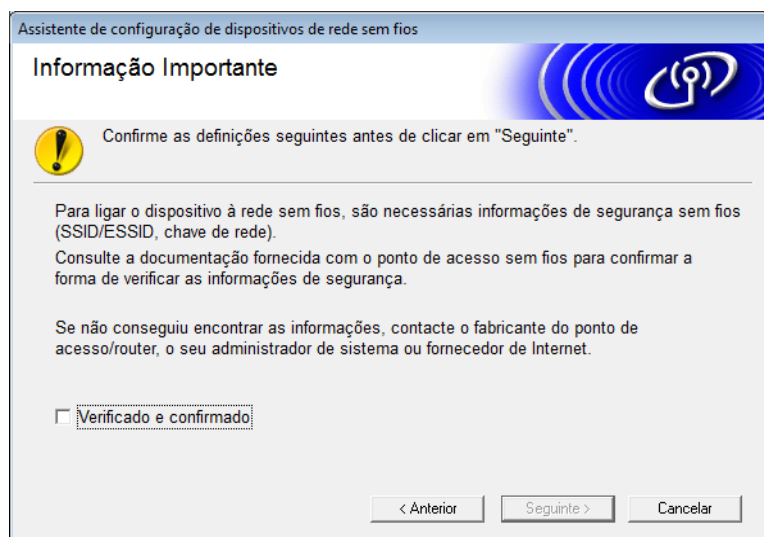 Assistente de configuração de dispositivos de rede sem fios
Informação Importante
Confirme as definições seguintes antes de clicar em "Seguinte".
Para ligar o dispositivo à rede sem fios, são necessárias informações de segurança sem fios
(SSID/ESSID, chave de rede).
Consulte a documentação fornecida com o ponto de acesso sem fios para confirmar a
forma de verificar as informações de segurança.
Se não conseguiu encontrar as informações, contacte o fabricante do ponto de
acesso/router, o seu administrador de sistema ou fornecedor de Internet.
Verificado e confirmado
< Anterior
Seguinte >
Cancelar